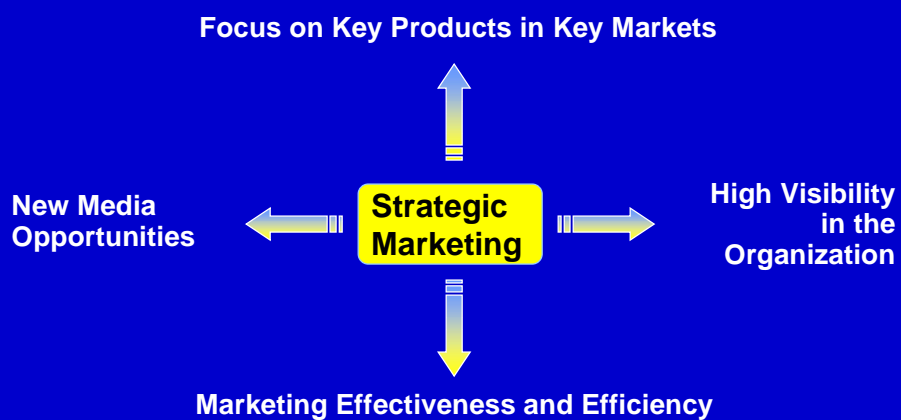 Focus on Key Products in Key Markets
New Media
Opportunities
Strategic
Marketing
High Visibility
in the
Organization
Marketing Effectiveness and Efficiency